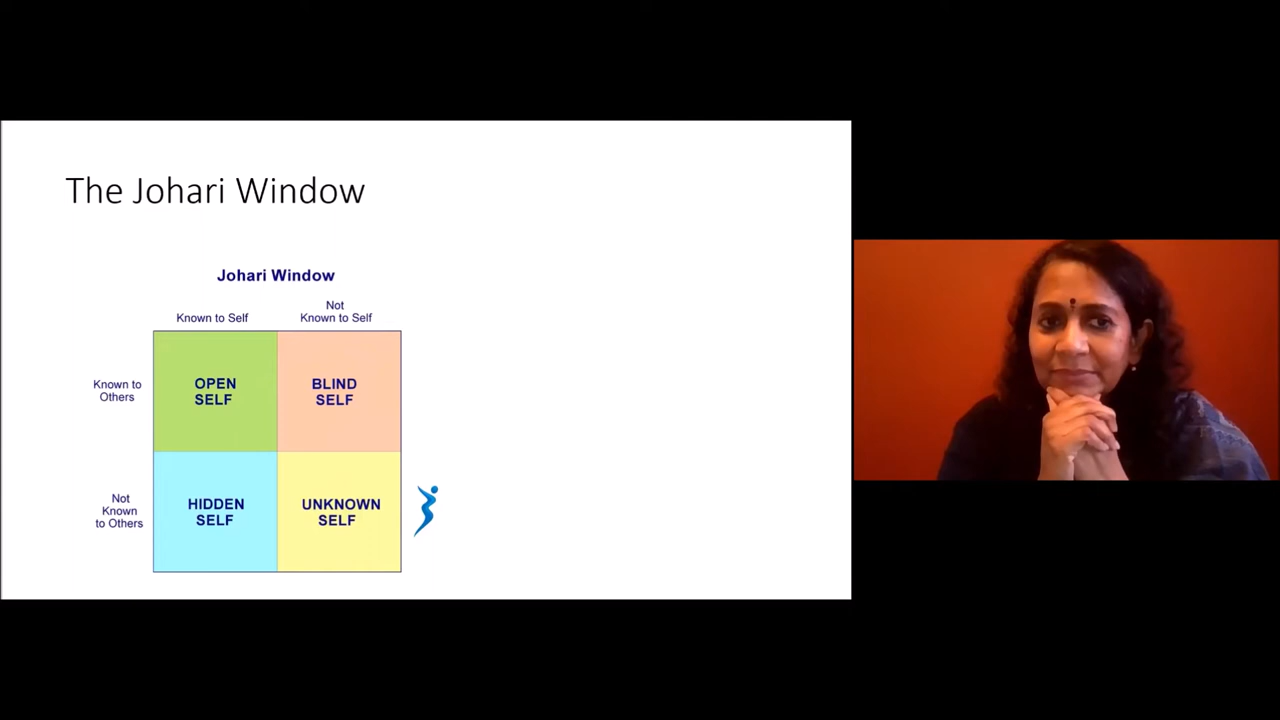 The Johari Window
Johari Window
Known to Self
Not
Known to Self
Known to
Others
OPEN
SELF
BLIND
SELF
Not
Known
to Others
HIDDEN
SELF
UNKNOWN
SELF